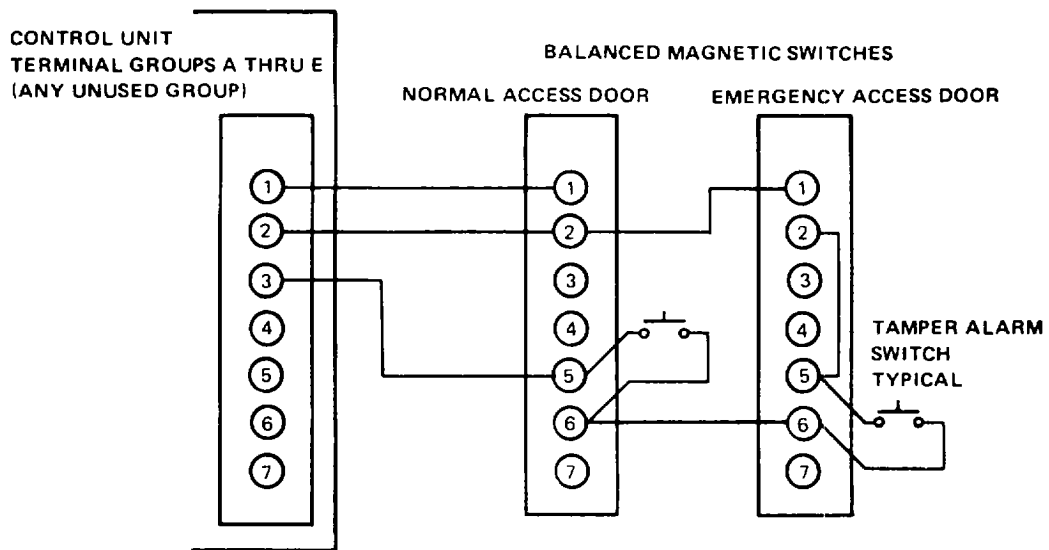 CONTROL UNIT
TERMINAL GROUPS A THRU E
(ANY UNUSED GROUP)
BALANCED MAGNETIC SWITCHES
NORMAL ACCESS DOOR
EMERGENCY ACCESS DOOR
1
2
3
4
5
6
7
1
2
3
4
5
6
7
1
2
3
4
5
6
7
TAMPER ALARM
SWITCH
TYPICAL